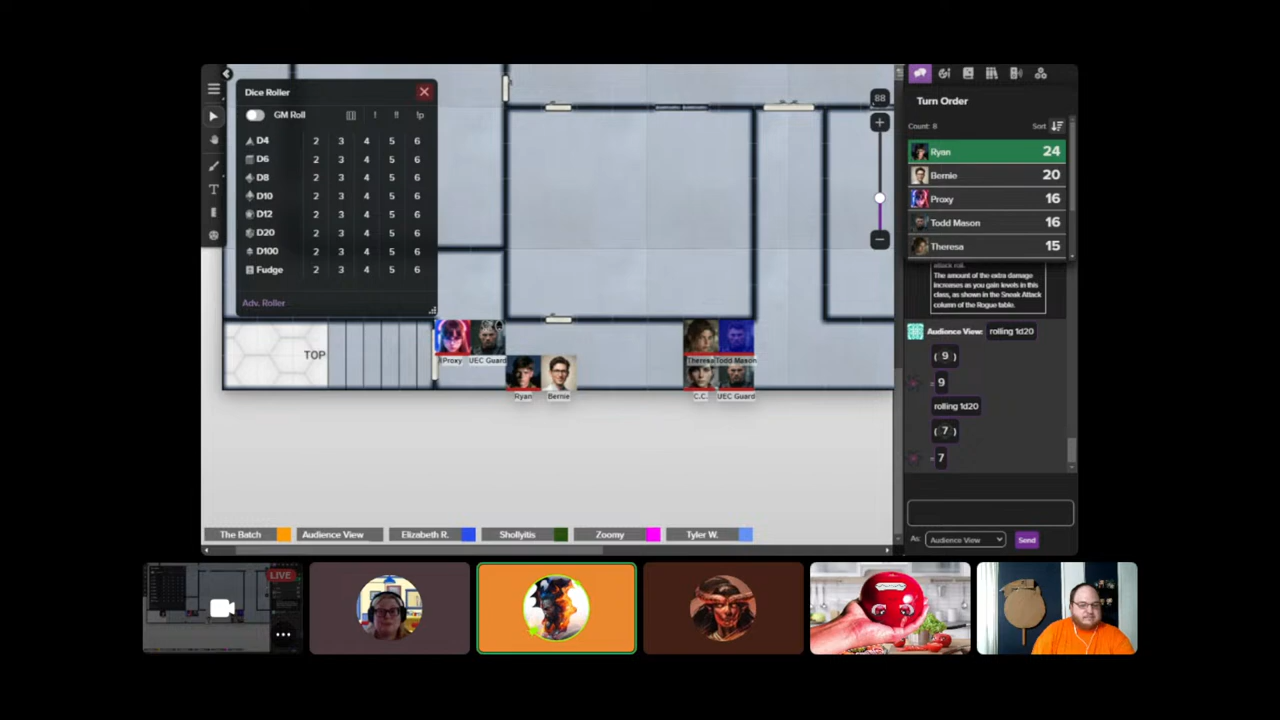 Dice Roller
GM Roll ! !! !p
D4 2 3 4 5 6
D6 2 3 4 5 6
D8 2 3 4 5 6
D10 2 3 4 5 6
D12 2 3 4 5 6
D20 2 3 4 5 6
D100 2 3 4 5 6
Fudge 2 3 4 5 6
Adv. Roller
TOP
Proxy UEC Guard
Ryan Bernie
Theresa Todd Mason
C.C. UEC Guard
88
Turn Order
Count: 8 Sort
Ryan 24
Bernie 20
Proxy 16
Todd Mason 16
Theresa 15
attack roll.
The amount of the extra damage
increases as you gain levels in this
class, as shown in the Sneak Attack
column of the Rogue table.
Audience View: rolling 1d20
( 9 )
= 9
rolling 1d20
( 7 )
= 7
As: Audience View Send
The Batch Audience View Elizabeth R. Shollyitis Zoomy Tyler W.
LIVE